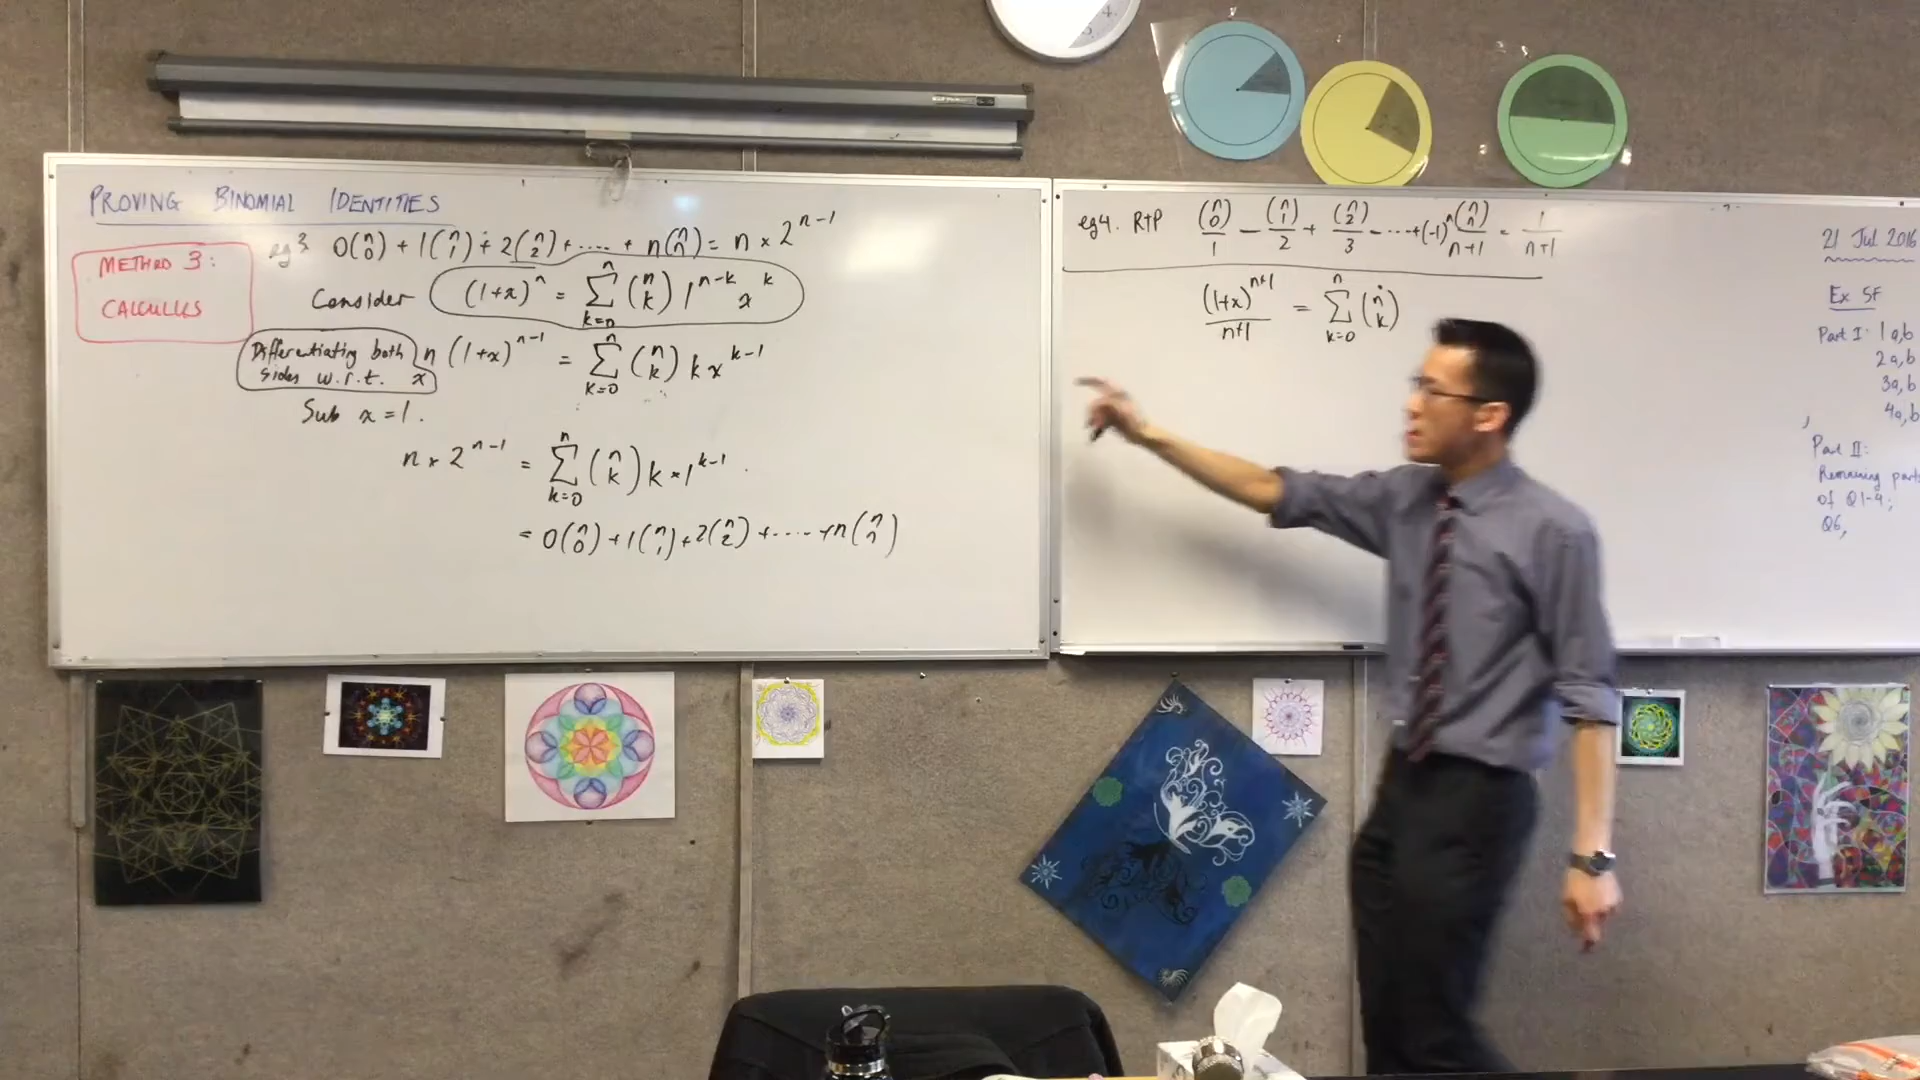 PROVING BINOMIAL IDENTITIES
METHOD 3:
CALCULUS
eg 3 0(n 0) + 1(n 1) + 2(n 2) + ..... + n(n n) = n × 2^{n-1}
Consider (1+x)^n = Σ_{k=0}^{n} (n k) 1^{n-k} x^k
Differentiating both sides w.r.t. x n(1+x)^{n-1} = Σ_{k=0}^{n} (n k) k x^{k-1}
Sub x = 1.
n × 2^{n-1} = Σ_{k=0}^{n} (n k) k × 1^{k-1}.
= 0(n 0) + 1(n 1) + 2(n 2) + ..... + n(n n)
eg 4. RTP (n 0)/1 - (n 1)/2 + (n 2)/3 - ... + (-1)^n (n n)/(n+1) = 1/(n+1)
(1+x)^{n+1}/(n+1) = Σ_{k=0}^{n} (n k)
21 Jul 2016
Ex 5F
Part I: 1a,b
2a,b
3a,b
4a,b
Part II:
Remaining parts
of Q1-4;
Q6,